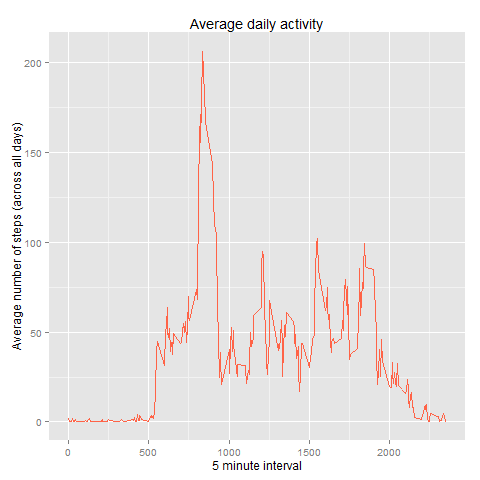 Average daily activity
Average number of steps (across all days)
200
150
100
50
0
0 500 1000 1500 2000
5 minute interval